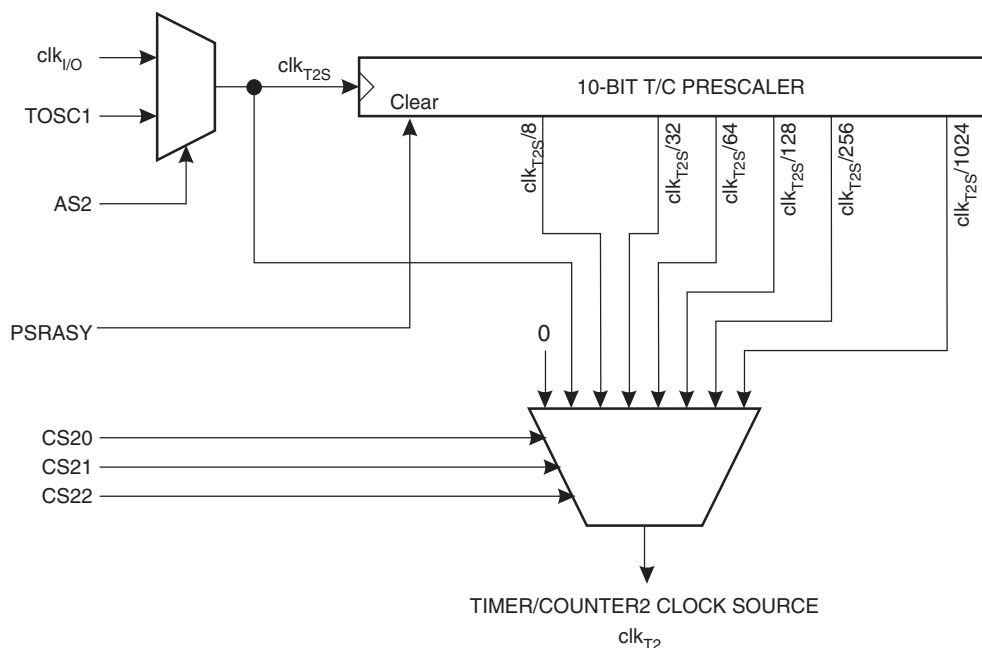 clkI/O
clkT2S
10-BIT T/C PRESCALER
TOSC1
Clear
clkT2S/8
clkT2S/32
clkT2S/64
clkT2S/128
clkT2S/256
clkT2S/1024
AS2
PSRASY
0
CS20
CS21
CS22
TIMER/COUNTER2 CLOCK SOURCE
clkT2